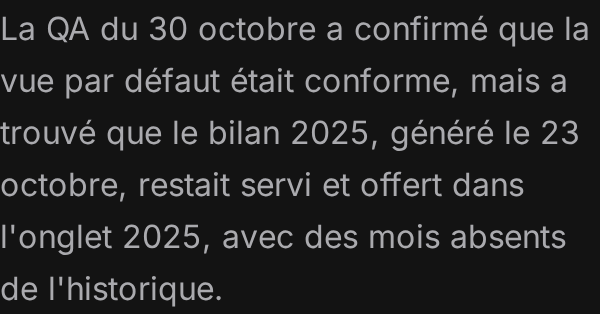 La QA du 30 octobre a confirmé que la
vue par défaut était conforme, mais a
trouvé que le bilan 2025, généré le 23
octobre, restait servi et offert dans
l'onglet 2025, avec des mois absents
de l'historique.